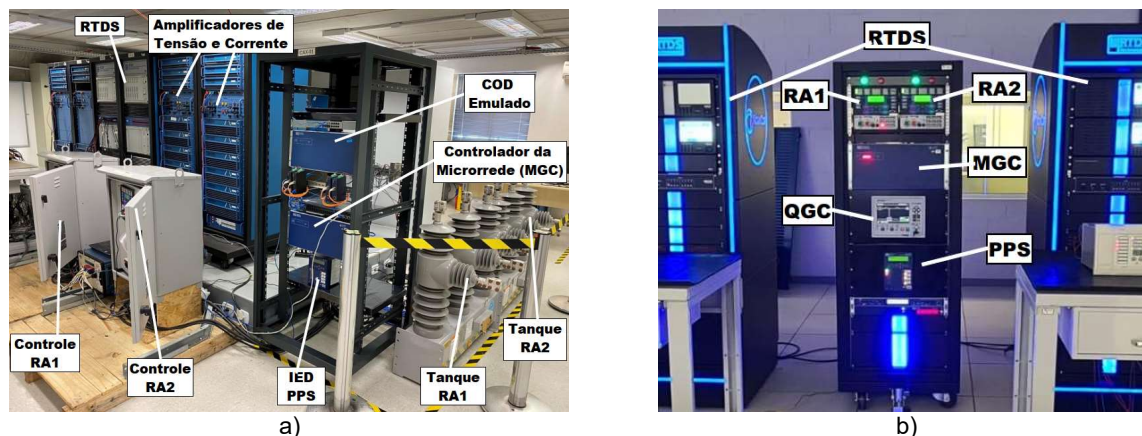 RTDS
Amplificadores de
Tensão e Corrente
COD
Emulado
Controlador da
Microrrede (MGC)
Controle
RA1
Controle
RA2
IED
PPS
Tanque
RA1
Tanque
RA2
a)
RTDS
RA1
RA2
MGC
QGC
PPS
b)